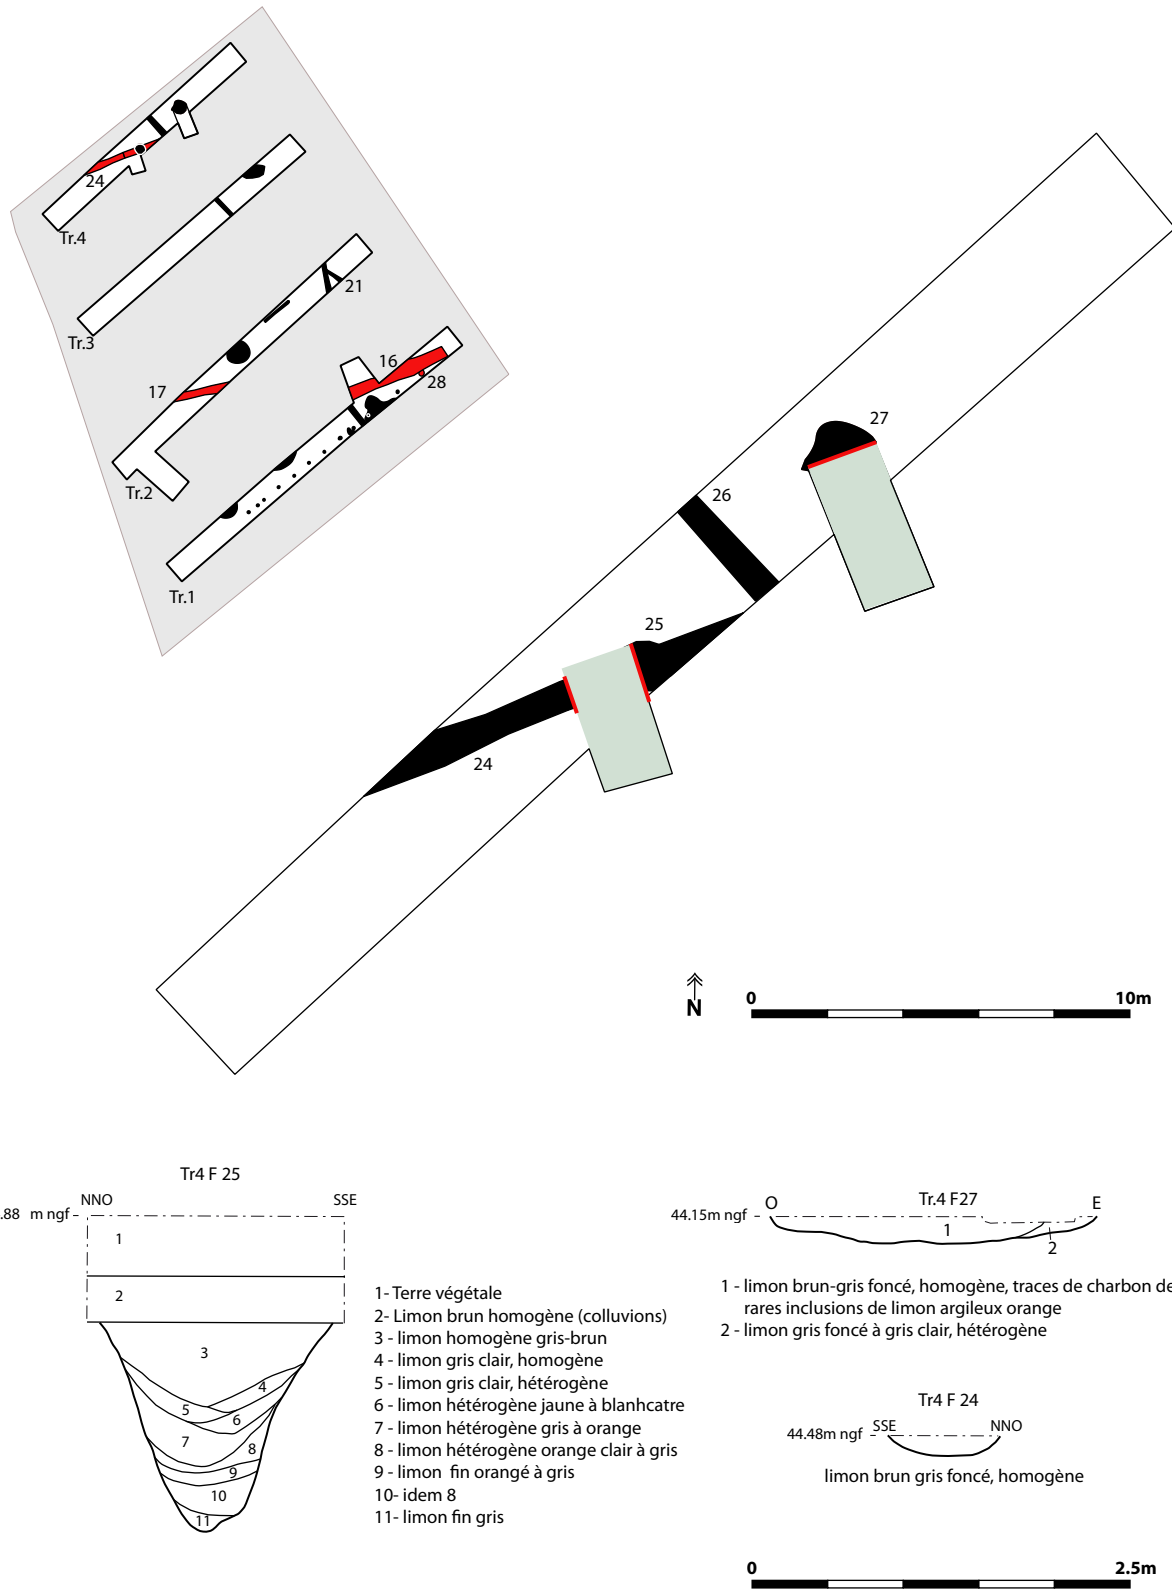 24
Tr.4
Tr.3
21
17
16
28
Tr.2
Tr.1
27
26
25
24
N
0 10m
Tr4 F 25
NNO SSE
.88 m ngf
1
2
3
4
5
6
7
8
9
10
11
1- Terre végétale
2- Limon brun homogène (colluvions)
3 - limon homogène gris-brun
4 - limon gris clair, homogène
5 - limon gris clair, hétérogène
6 - limon hétérogène jaune à blanhcatre
7 - limon hétérogène gris à orange
8 - limon hétérogène orange clair à gris
9 - limon fin orangé à gris
10- idem 8
11- limon fin gris
Tr.4 F27
O E
44.15m ngf
1
2
1 - limon brun-gris foncé, homogène, traces de charbon de
rares inclusions de limon argileux orange
2 - limon gris foncé à gris clair, hétérogène
Tr4 F 24
SSE NNO
44.48m ngf
limon brun gris foncé, homogène
0 2.5m